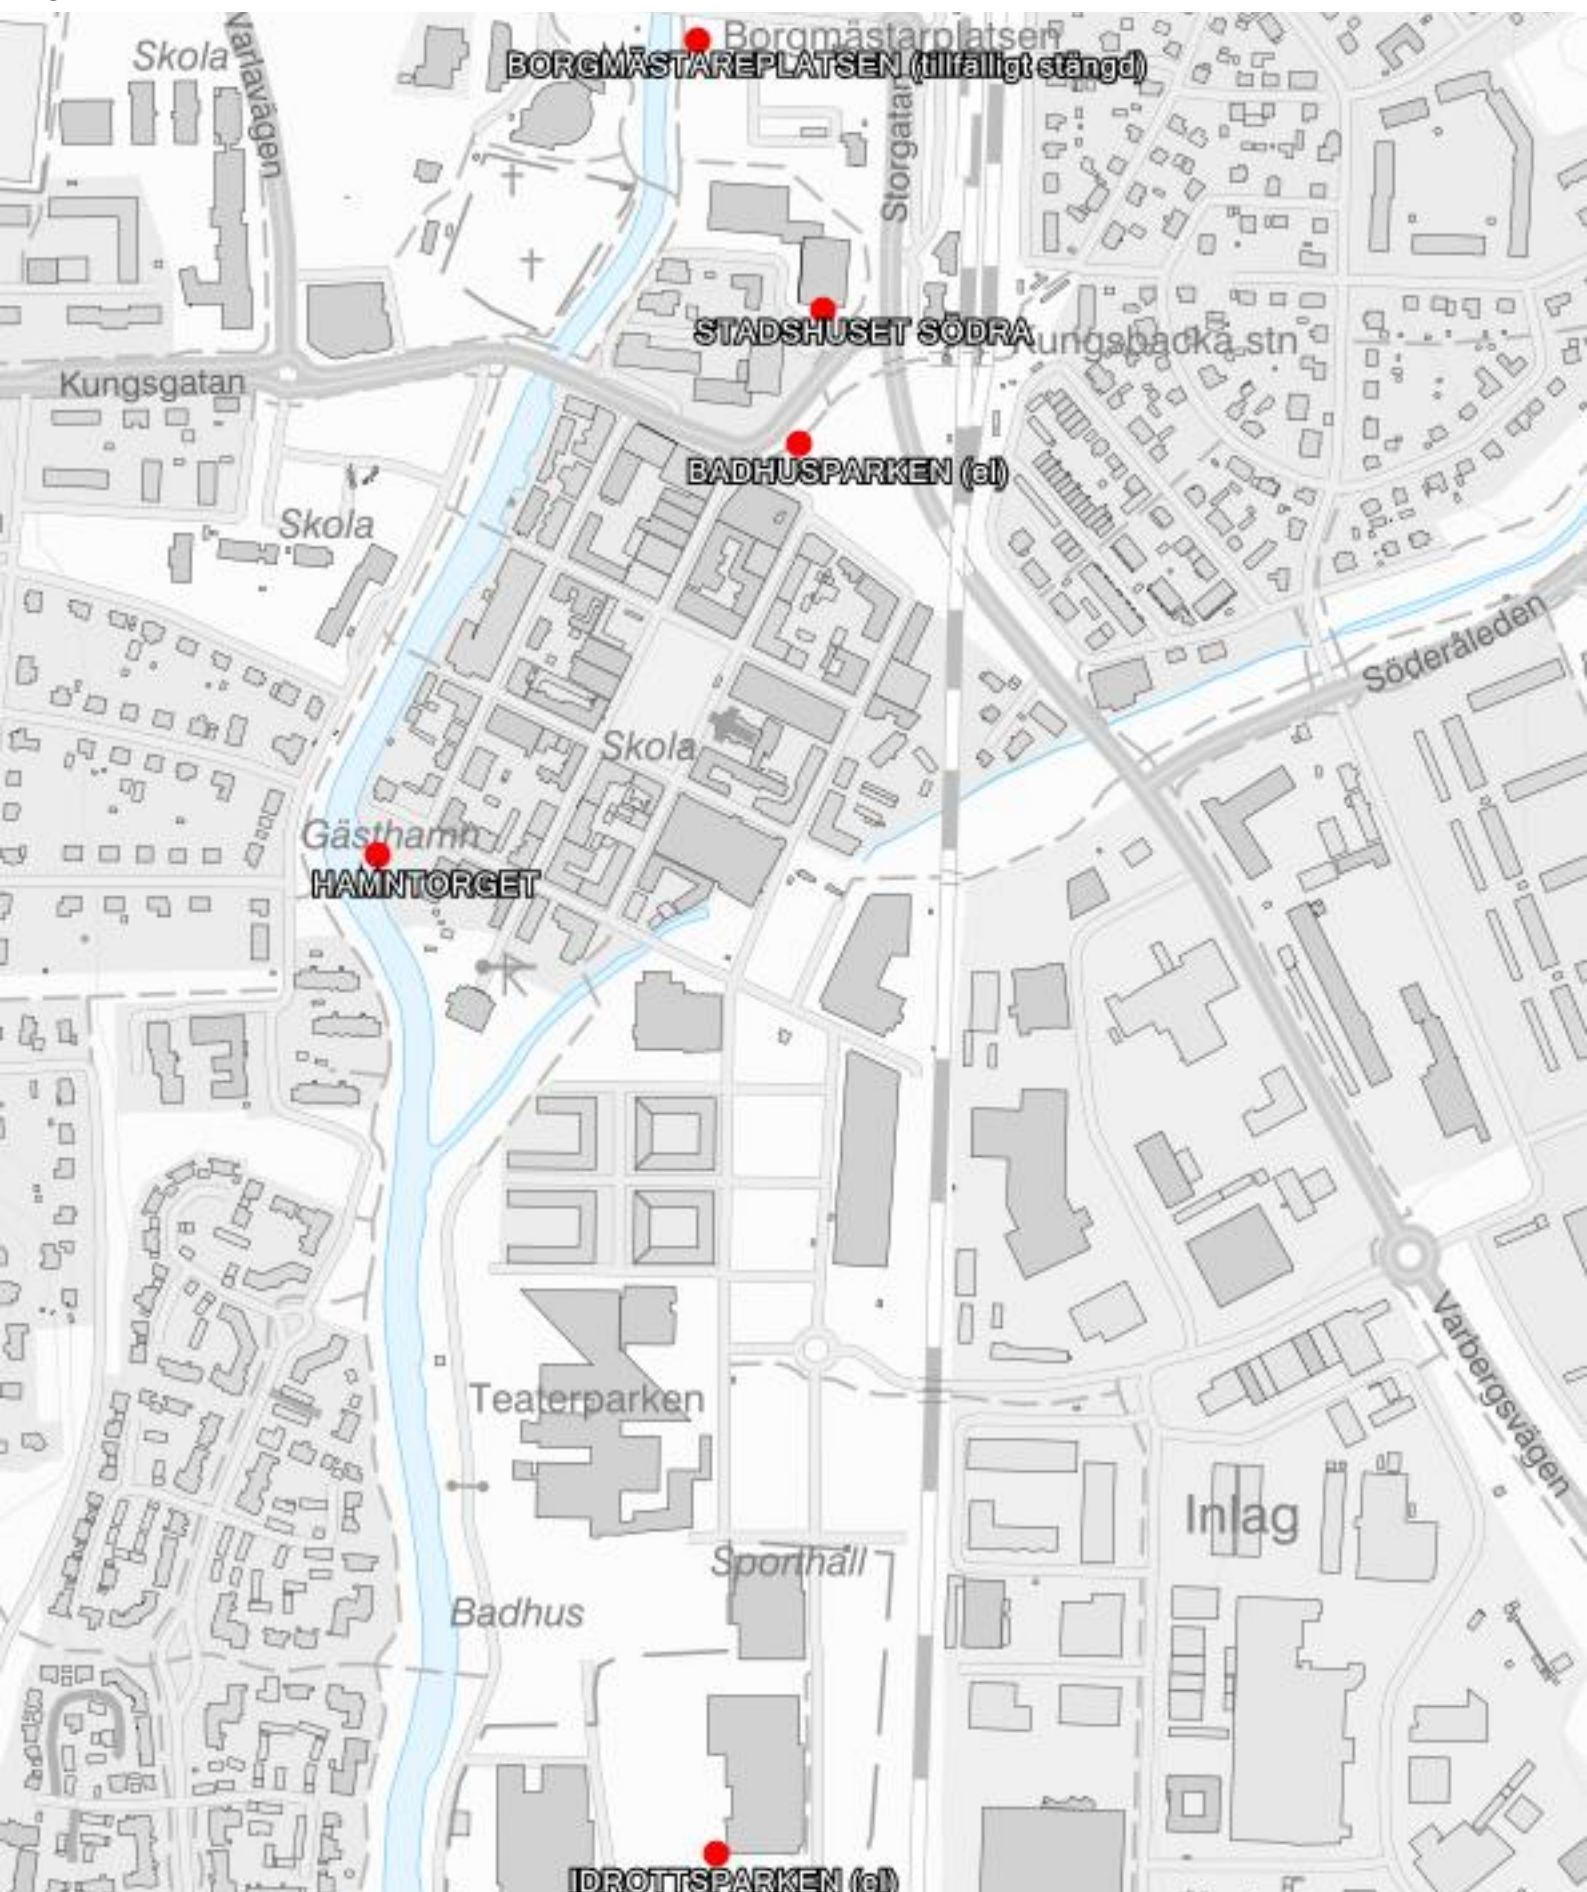 Skola
Varlavägen
Borgmästarplatsen
BORGMÄSTAREPLATSEN (tillfälligt stängd)
Storgatan
STADSHUSET SÖDRA
Kungsbacka stn
Kungsgatan
BADHUSPARKEN (el)
Skola
Söderåleden
Skola
Gästhamn
HAMNTORGET
Varbergsvägen
Teaterparken
Inlag
Sporthall
Badhus
IDROTTSPARKEN (el)